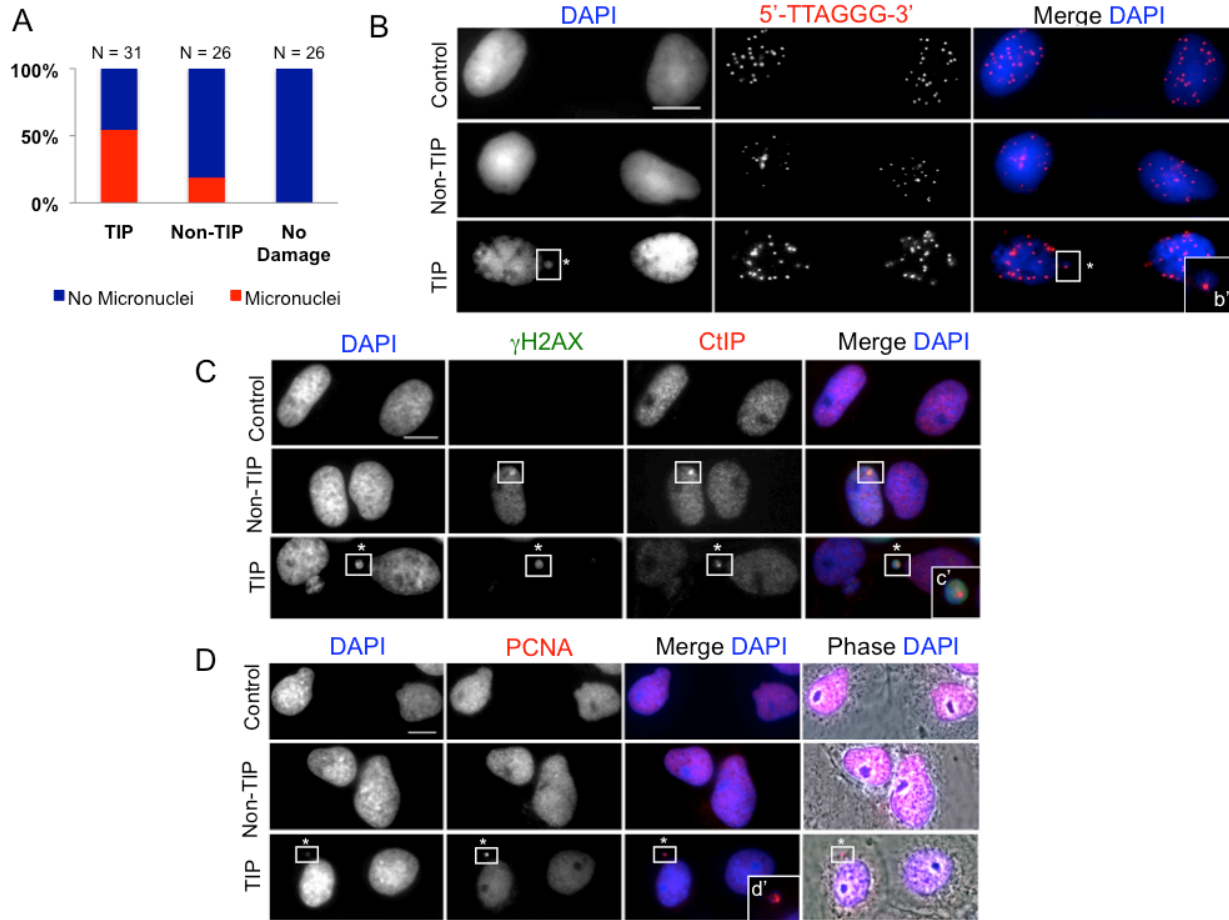 A
N = 31 N = 26 N = 26
100%
50%
0%
TIP Non-TIP No Damage
No Micronuclei Micronuclei
B
DAPI 5’-TTAGGG-3’ Merge DAPI
Control
Non-TIP
TIP
*
*
b’
C
DAPI γH2AX CtIP Merge DAPI
Control
Non-TIP
TIP
* * * *
c’
D
DAPI PCNA Merge DAPI Phase DAPI
Control
Non-TIP
TIP
* * * *
d’